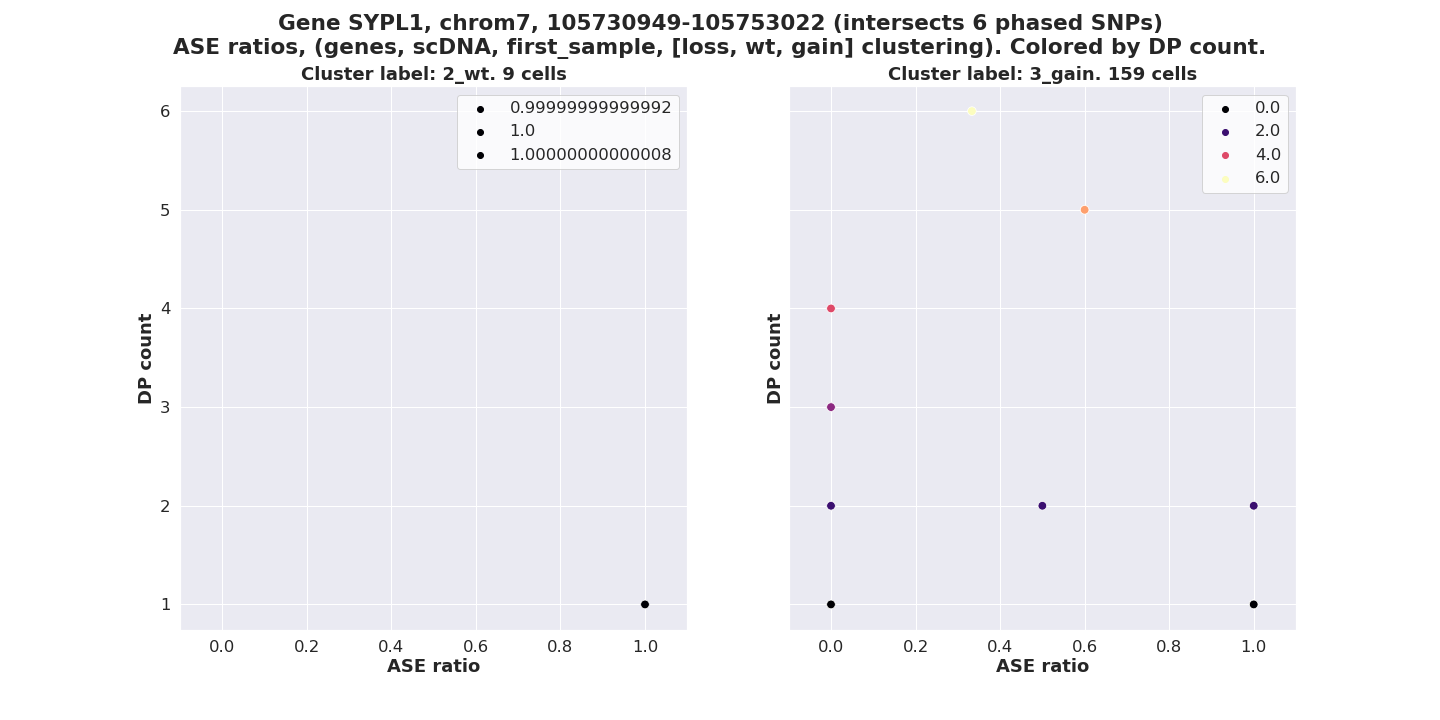 Gene SYPL1, chrom7, 105730949-105753022 (intersects 6 phased SNPs)
ASE ratios, (genes, scDNA, first_sample, [loss, wt, gain] clustering). Colored by DP count.
Cluster label: 2_wt. 9 cells
0.99999999999992
1.0
1.00000000000008
6
5
4
3
2
1
DP count
0.0 0.2 0.4 0.6 0.8 1.0
ASE ratio
Cluster label: 3_gain. 159 cells
0.0
2.0
4.0
6.0
DP count
0.0 0.2 0.4 0.6 0.8 1.0
ASE ratio